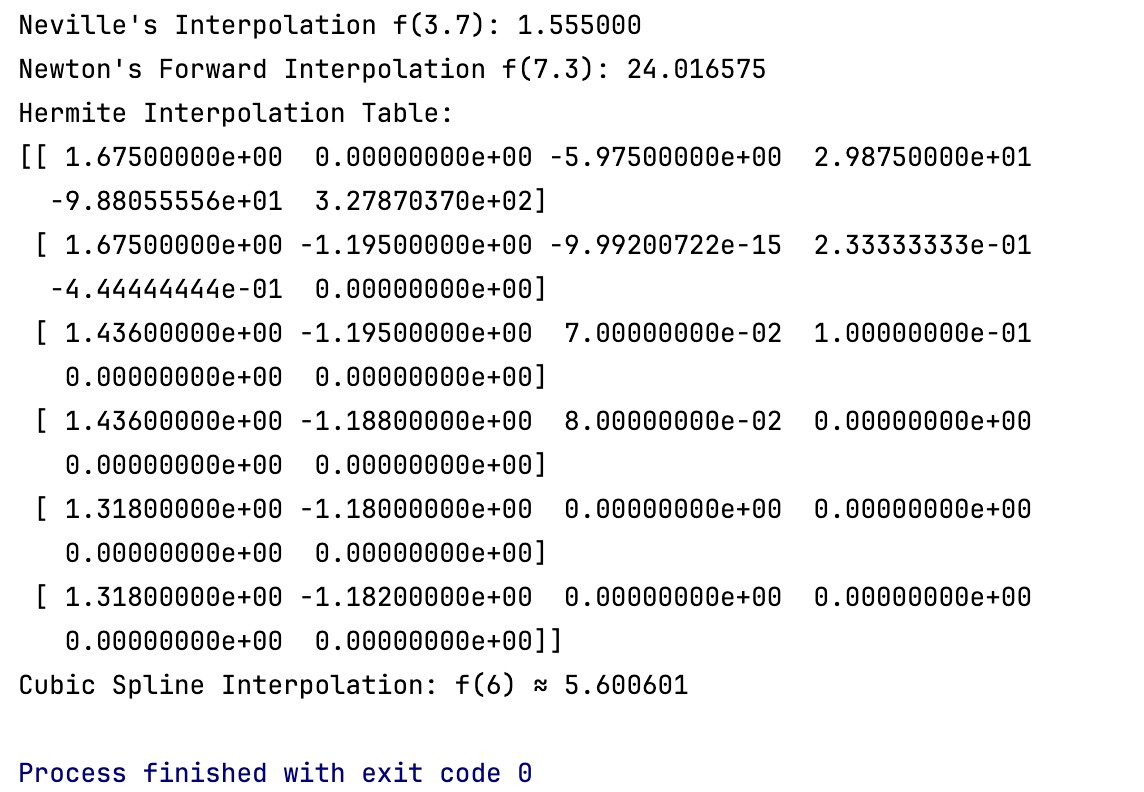 Neville's Interpolation f(3.7): 1.555000
Newton's Forward Interpolation f(7.3): 24.016575
Hermite Interpolation Table:
[[ 1.67500000e+00  0.00000000e+00 -5.97500000e+00  2.98750000e+01
  -9.88055556e+01  3.27870370e+02]
 [ 1.67500000e+00 -1.19500000e+00 -9.99200722e-15  2.33333333e-01
  -4.44444444e-01  0.00000000e+00]
 [ 1.43600000e+00 -1.19500000e+00  7.00000000e-02  1.00000000e-01
   0.00000000e+00  0.00000000e+00]
 [ 1.43600000e+00 -1.18800000e+00  8.00000000e-02  0.00000000e+00
   0.00000000e+00  0.00000000e+00]
 [ 1.31800000e+00 -1.18000000e+00  0.00000000e+00  0.00000000e+00
   0.00000000e+00  0.00000000e+00]
 [ 1.31800000e+00 -1.18200000e+00  0.00000000e+00  0.00000000e+00
   0.00000000e+00  0.00000000e+00]]
Cubic Spline Interpolation: f(6) ≈ 5.600601
Process finished with exit code 0